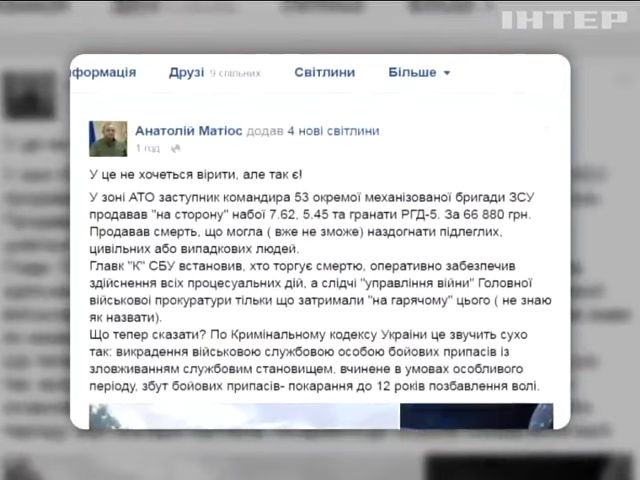 ІНТЕР
нформація Друзі 9 спільних Світлини Більше
Анатолій Матіос додав 4 нові світлини
1 год
У це не хочеться вірити, але так є!
У зоні АТО заступник командира 53 окремої механізованої бригади ЗСУ
продавав "на сторону" набої 7.62, 5.45 та гранати РГД-5. За 66 880 грн.
Продавав смерть, що могла ( вже не зможе) наздогнати підлеглих,
цивільних або випадкових людей.
Главк "К" СБУ встановив, хто торгує смертю, оперативно забезпечив
здійснення всіх процесуальних дій, а слідчі "управління війни" Головної
військової прокуратури тільки що затримали "на гарячому" цього ( не знаю
як назвати).
Що тепер сказати? По Кримінальному кодексу України це звучить сухо
так: викрадення військовою службовою особою бойових припасів із
зловживанням службовим становищем, вчинене в умовах особливого
періоду, збут бойових припасів- покарання до 12 років позбавлення волі.